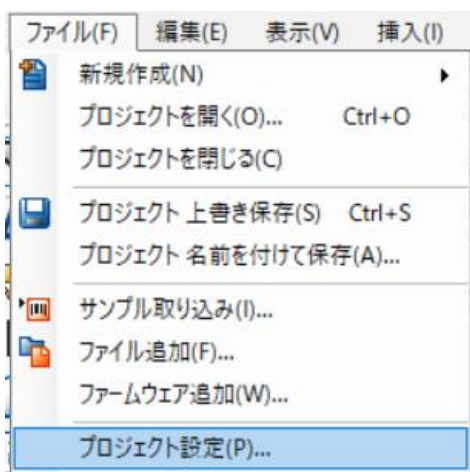 ファイル(F) 編集(E) 表示(V) 挿入(I)
新規作成(N)
プロジェクトを開く(O)... Ctrl+O
プロジェクトを閉じる(C)
プロジェクト 上書き保存(S) Ctrl+S
プロジェクト 名前を付けて保存(A)...
サンプル取り込み(I)...
ファイル追加(F)...
ファームウェア追加(W)...
プロジェクト設定(P)...